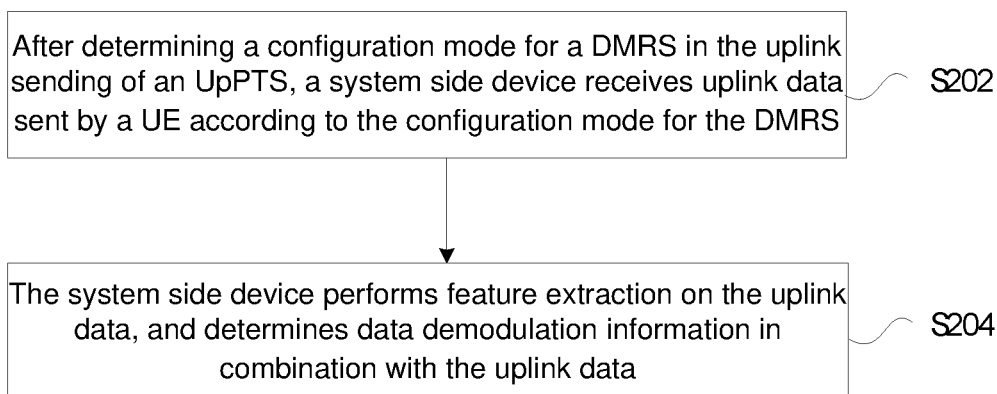 After determining a configuration mode for a DMRS in the uplink
sending of an UpPTS, a system side device receives uplink data
sent by a UE according to the configuration mode for the DMRS
S202
The system side device performs feature extraction on the uplink
data, and determines data demodulation information in
combination with the uplink data
S204